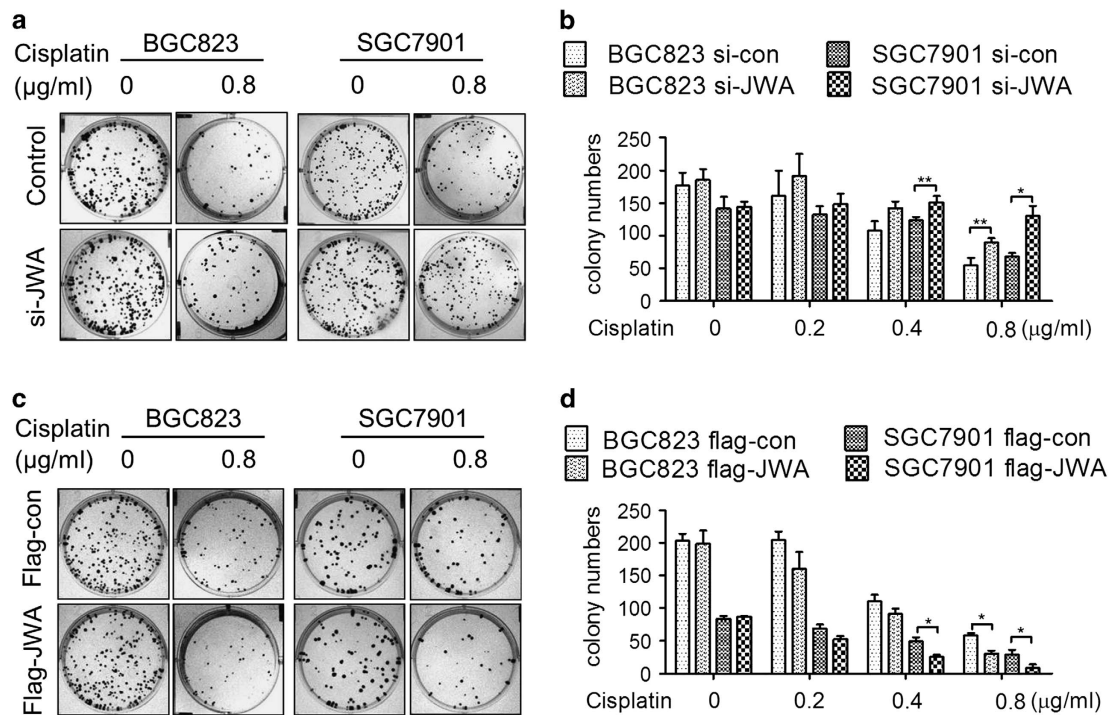 a
Cisplatin BGC823 SGC7901
(μg/ml) 0 0.8 0 0.8
Control
si-JWA
b
BGC823 si-con SGC7901 si-con
BGC823 si-JWA SGC7901 si-JWA
colony numbers
250
200
150
100
50
0
** ** * 
Cisplatin 0 0.2 0.4 0.8 (μg/ml)
c
Cisplatin BGC823 SGC7901
(μg/ml) 0 0.8 0 0.8
Flag-con
Flag-JWA
d
BGC823 flag-con SGC7901 flag-con
BGC823 flag-JWA SGC7901 flag-JWA
colony numbers
250
200
150
100
50
0
* * *
Cisplatin 0 0.2 0.4 0.8 (μg/ml)